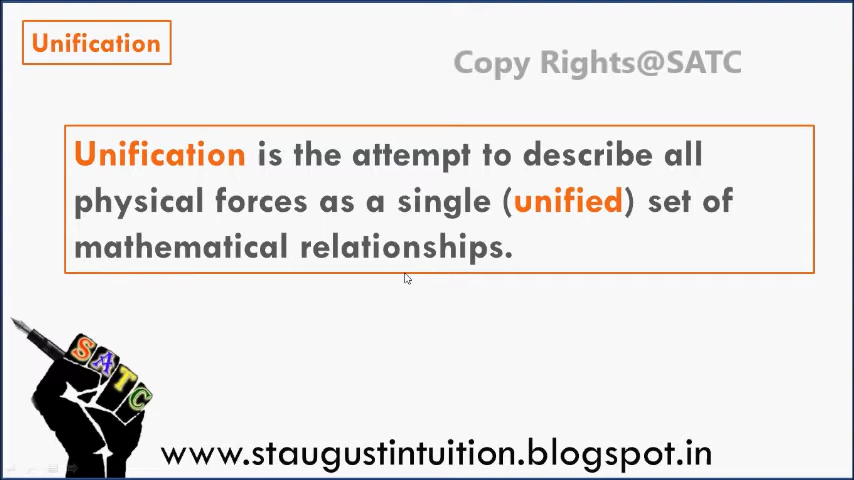 Unification
Copy Rights@SATC
Unification is the attempt to describe all
physical forces as a single (unified) set of
mathematical relationships.
SATC
www.staugustintuition.blogspot.in